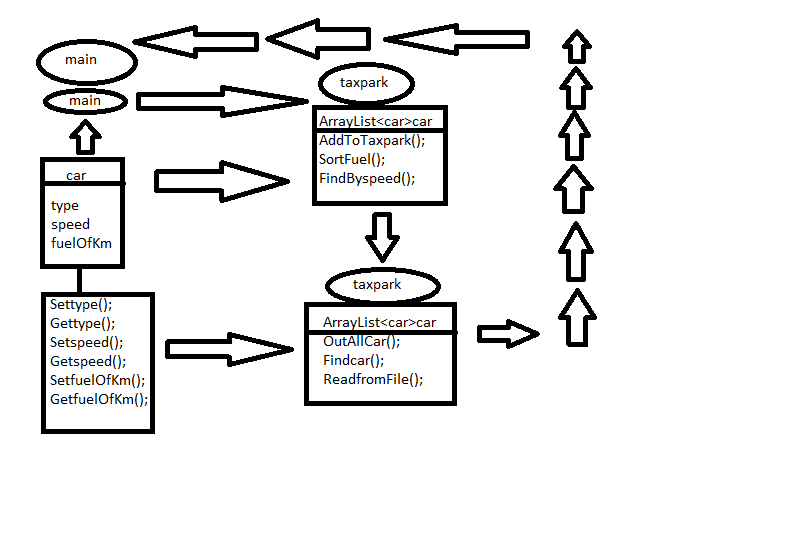 main
main
car
type
speed
fuelOfKm
Settype();
Gettype();
Setspeed();
Getspeed();
SetfuelOfKm();
GetfuelOfKm();
taxpark
ArrayList<car>car
AddToTaxpark();
SortFuel();
FindByspeed();
taxpark
ArrayList<car>car
OutAllCar();
Findcar();
ReadfromFile();